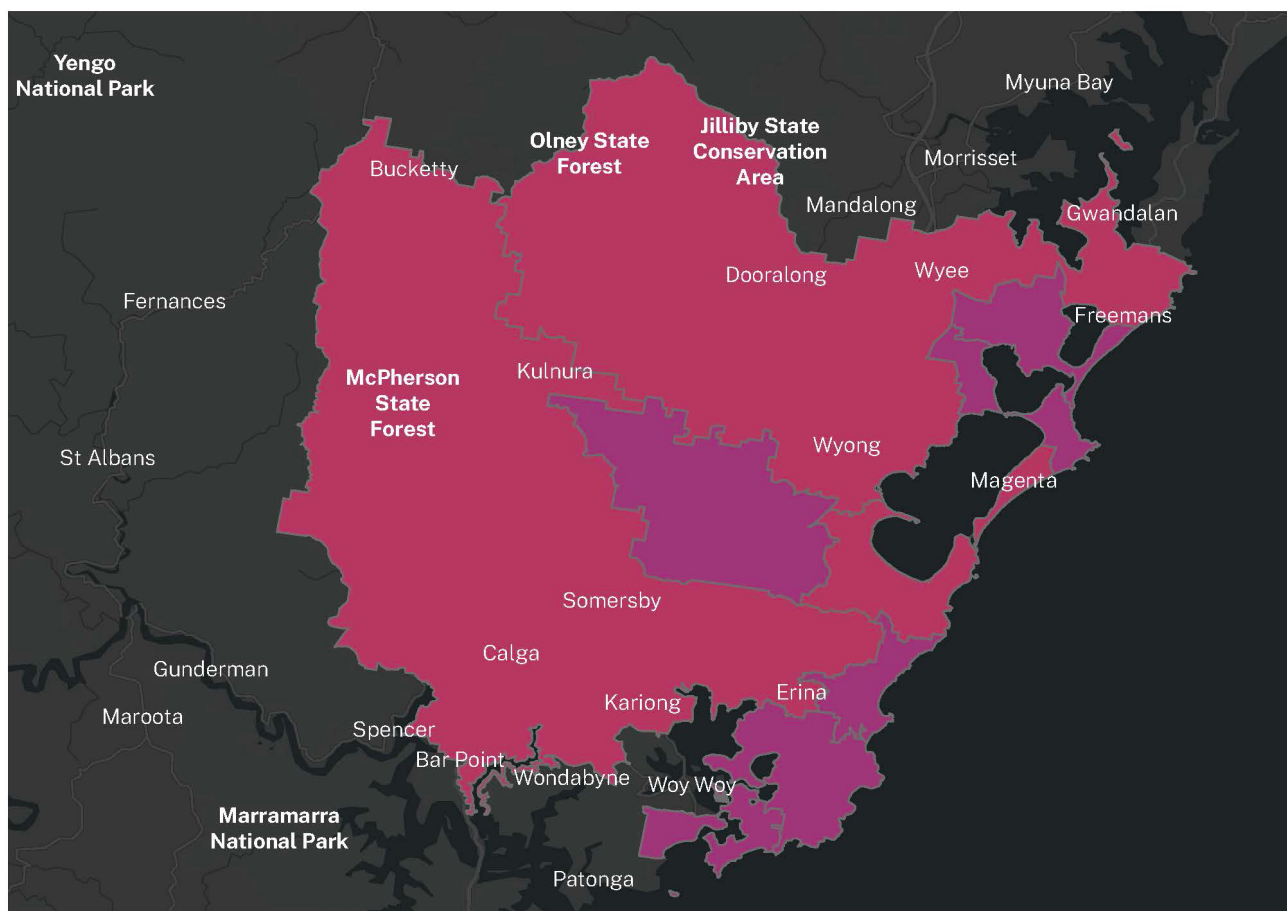 Yengo
National Park
Myuna Bay
Olney State
Forest
Jilliby State
Conservation
Area
Bucketty
Morrisset
Mandalong
Gwandalan
Dooralong
Wyee
Fernances
Freemans
Kulnura
McPherson
State
Forest
Wyong
St Albans
Magenta
Somersby
Calga
Gunderman
Erina
Kariong
Maroota
Spencer
Bar Point
Wondabyne
Woy Woy
Marramarra
National Park
Patonga